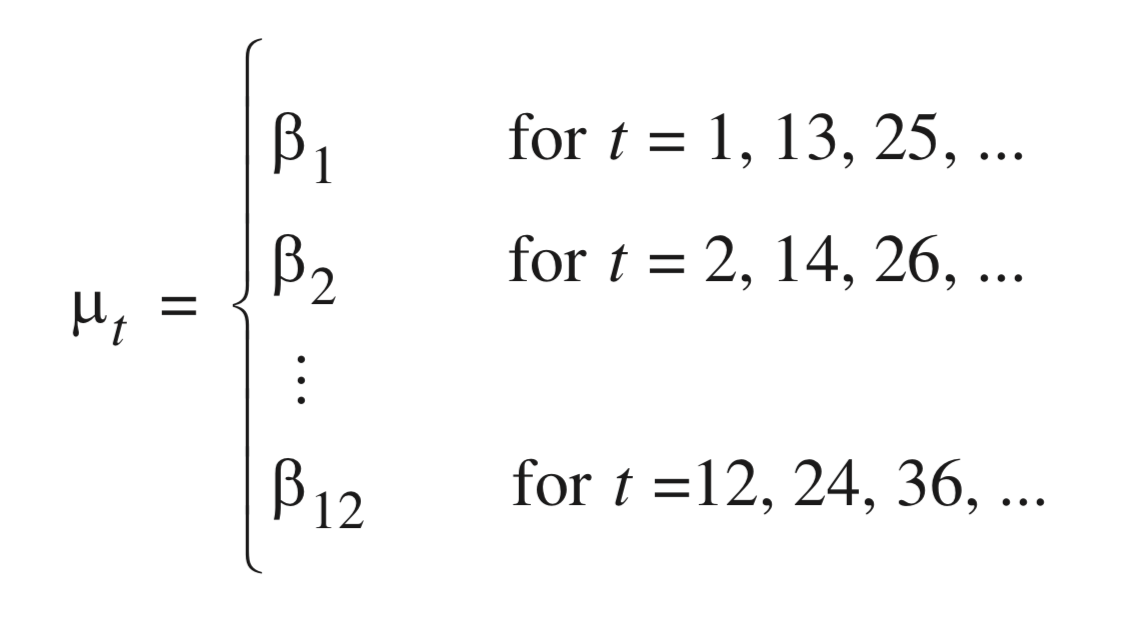 β₁ for t = 1, 13, 25, ...
β₂ for t = 2, 14, 26, ...
μₜ = {
⋮
β₁₂ for t =12, 24, 36, ...